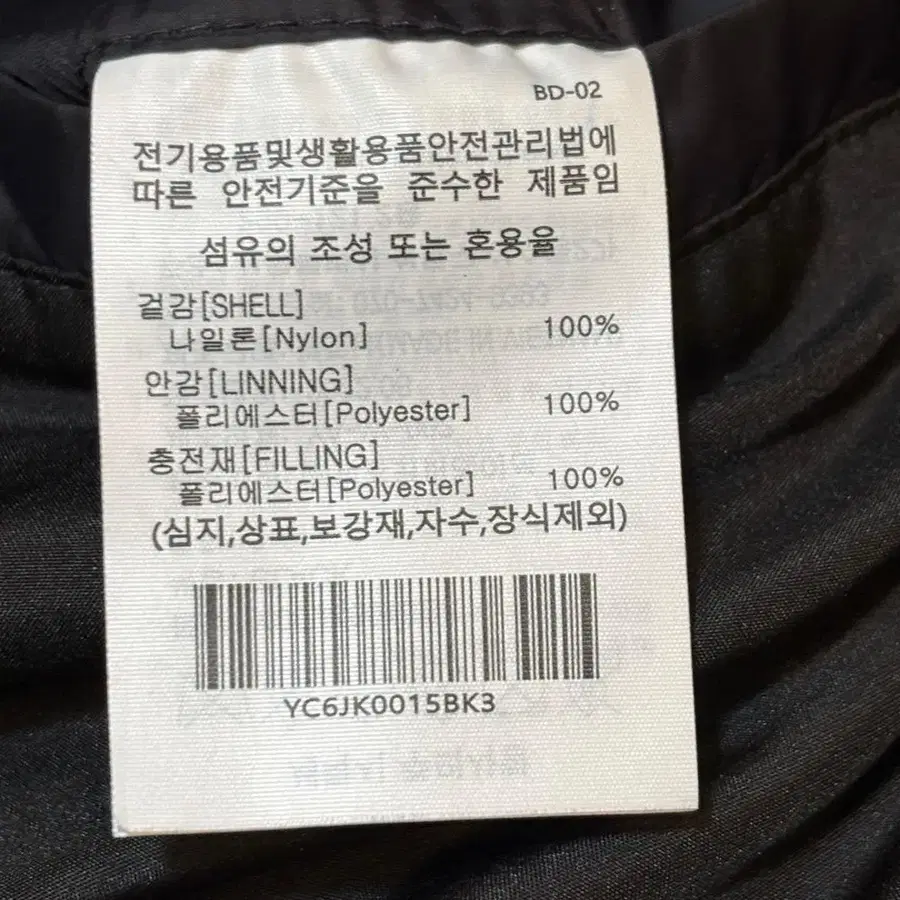 BD-02
전기용품및생활용품안전관리법에
따른 안전기준을 준수한 제품임
섬유의 조성 또는 혼용율
겉감[SHELL]
나일론[Nylon] 100%
안감[LINNING]
폴리에스터[Polyester] 100%
충전재[FILLING]
폴리에스터[Polyester] 100%
(심지,상표,보강재,자수,장식제외)
YC6JK0015BK3